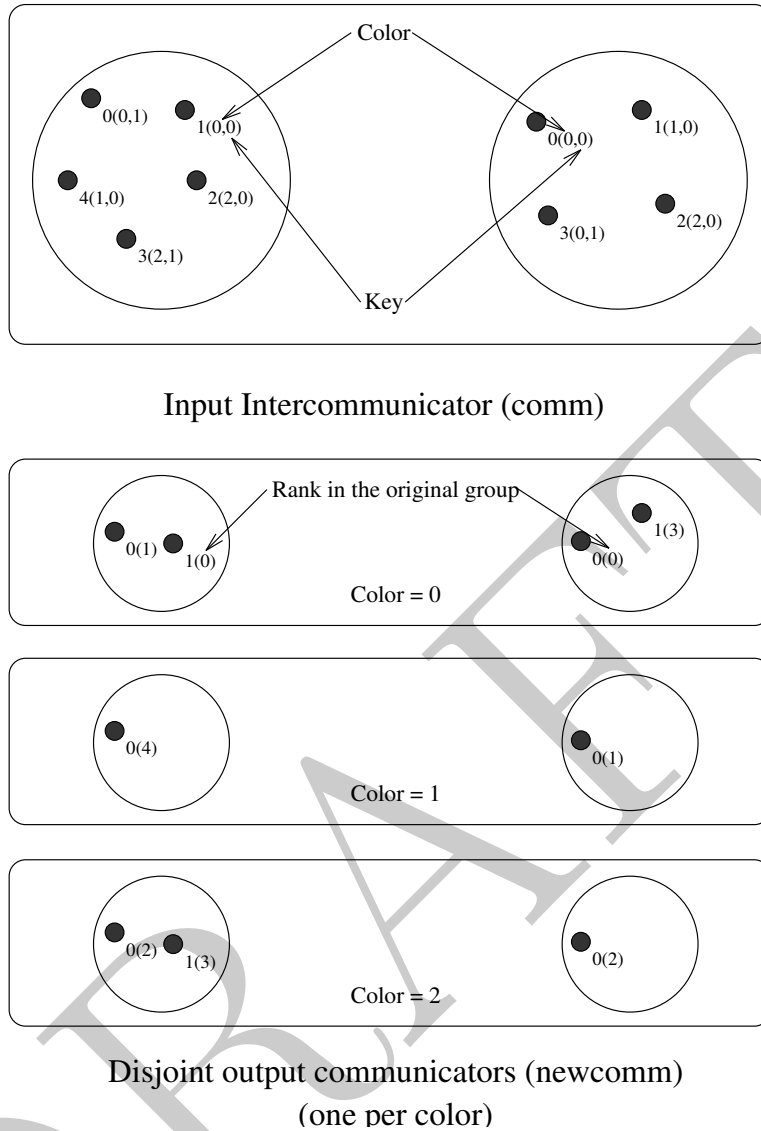 Color
0(0,1)
1(0,0)
4(1,0)
2(2,0)
3(2,1)
0(0,0)
1(1,0)
3(0,1)
2(2,0)
Key
Input Intercommunicator (comm)
Rank in the original group
0(1)
1(0)
0(0)
1(3)
Color = 0
0(4)
0(1)
Color = 1
0(2)
1(3)
0(2)
Color = 2
Disjoint output communicators (newcomm)
(one per color)
DRAFT